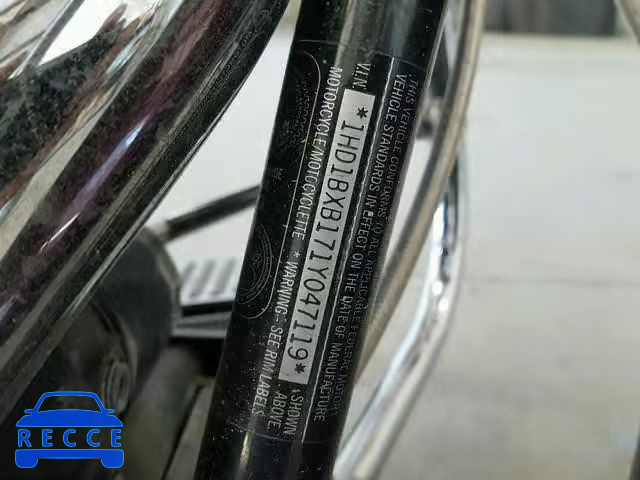 THIS VEHICLE CONFORMS TO ALL APPLICABLE FEDERAL MOTOR
VEHICLE STANDARDS IN EFFECT ON THE DATE OF MANUFACTURE
V.I.N. *1HD1BXB171Y047119* SHOWN
MOTORCYCLE/MOTOCYCLETTE * WARNING - SEE RIM LABELS ABOVE.
RECCE